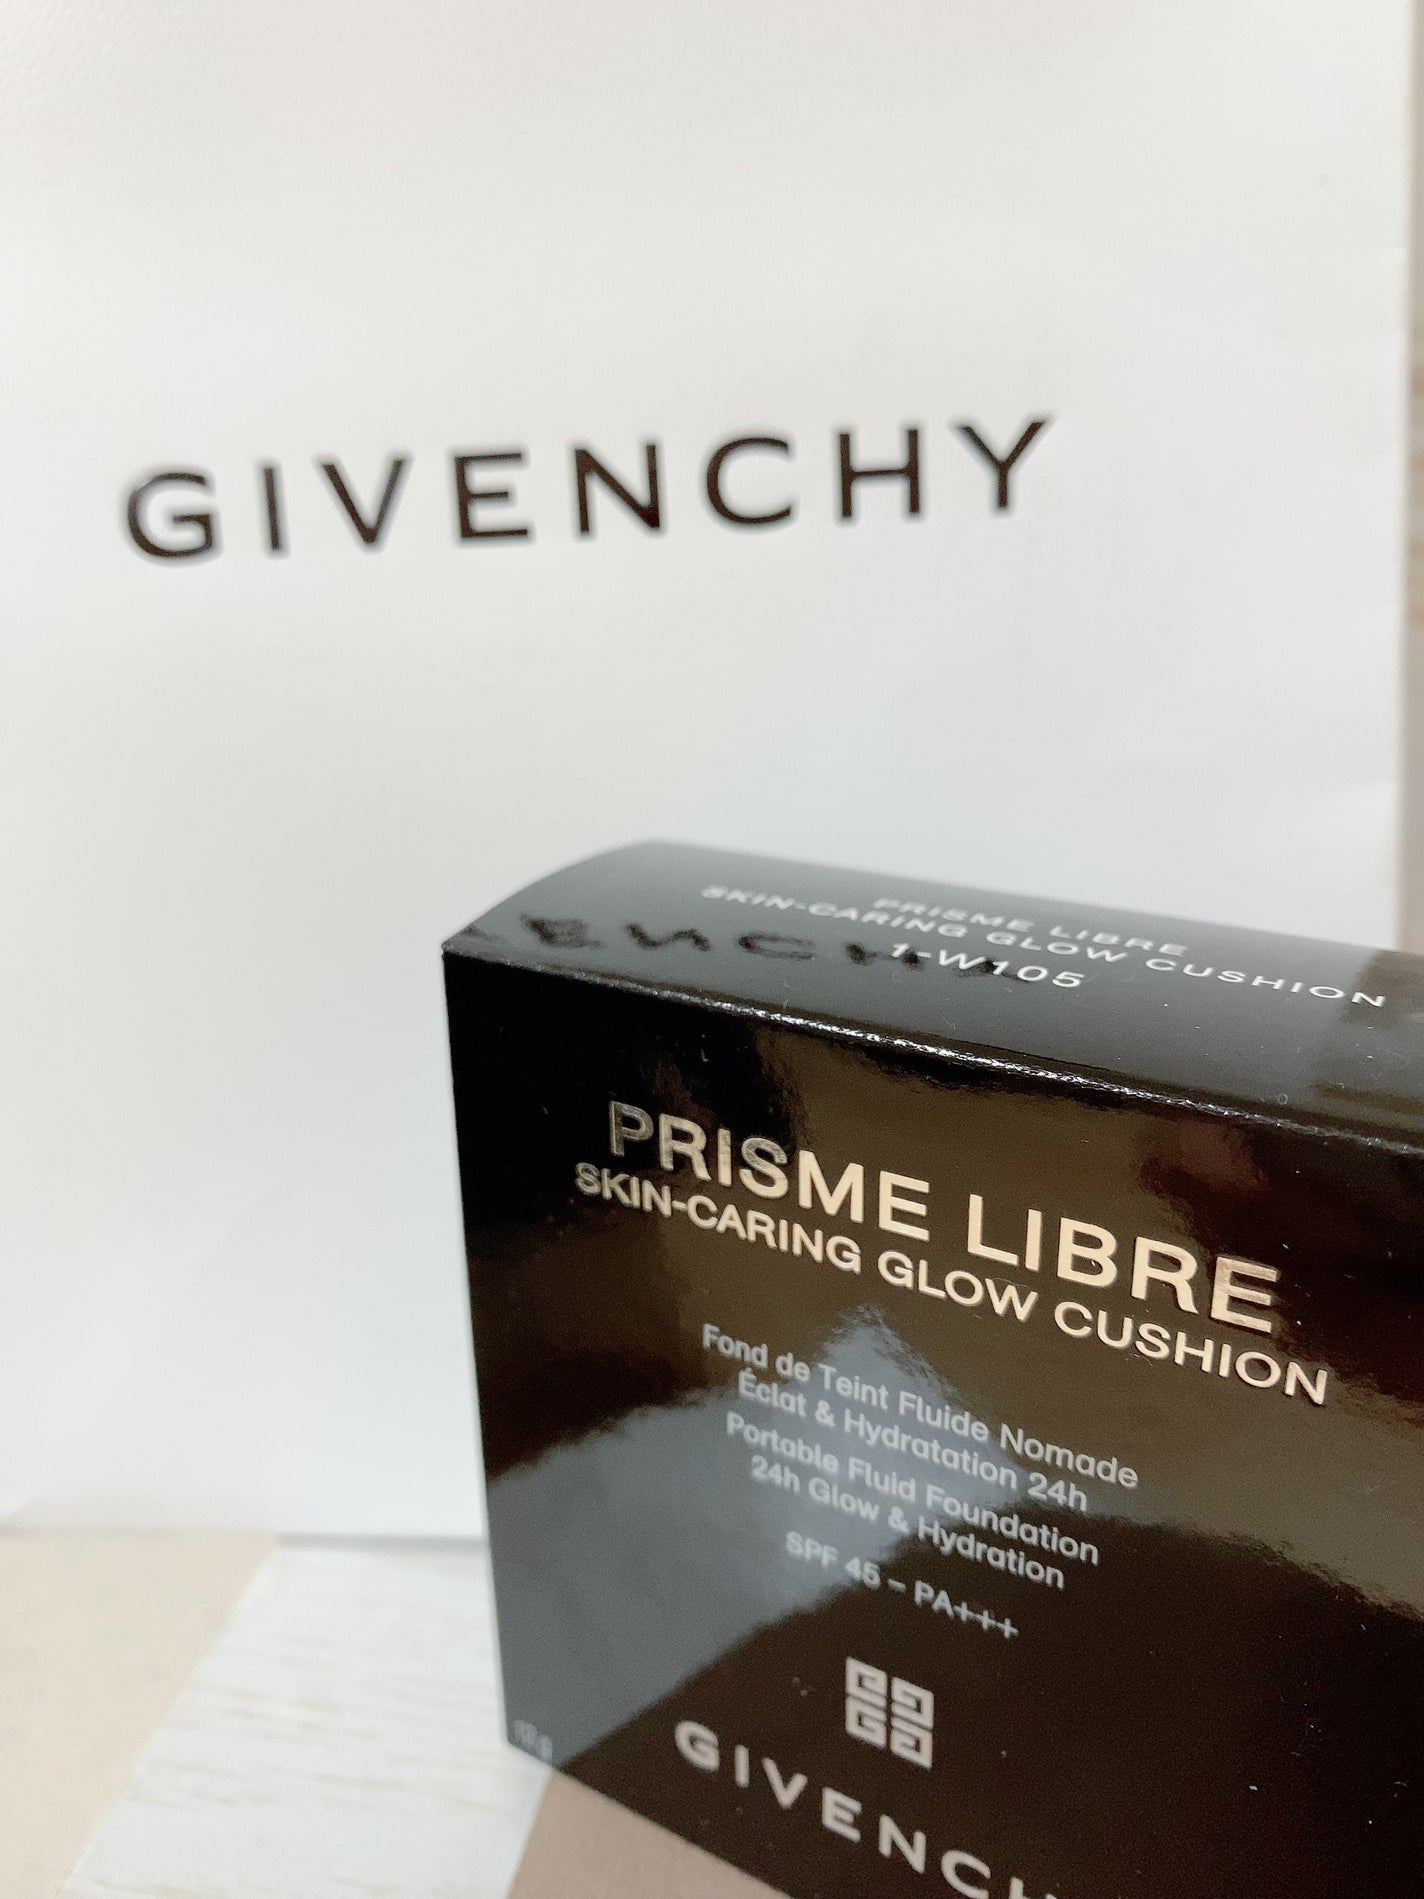 GIVENCHY
PRISME LIBRE
SKIN-CARING GLOW CUSHION
1-W105
PRISME LIBRE
SKIN-CARING GLOW CUSHION
Fond de Teint Fluide Nomade
Éclat & Hydratation 24h
Portable Fluid Foundation
24h Glow & Hydration
SPF 45 – PA+++
GIVENCH